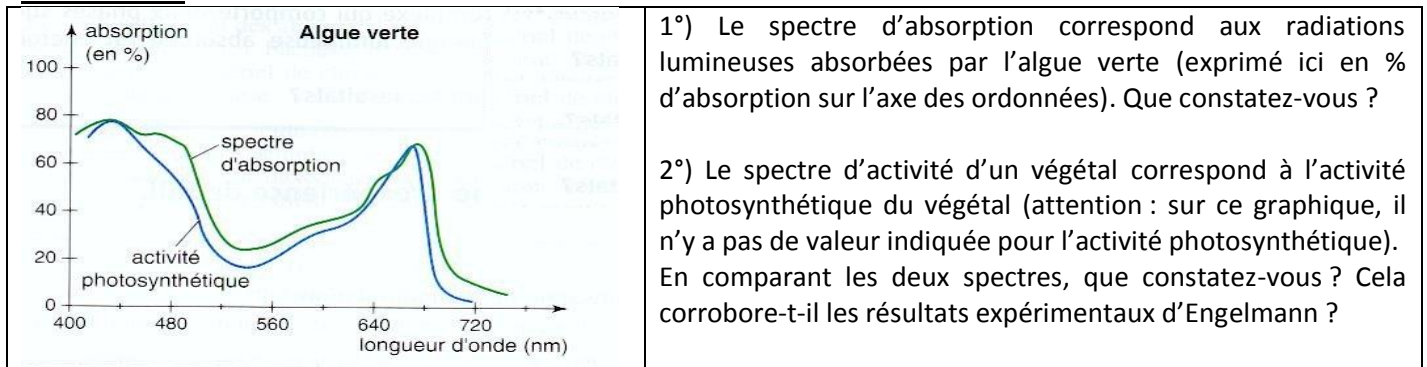 absorption
(en %)
Algue verte
100
80
60
40
20
0
spectre
d'absorption
activité
photosynthétique
400 480 560 640 720
longueur d'onde (nm)
1°) Le spectre d’absorption correspond aux radiations
lumineuses absorbées par l’algue verte (exprimé ici en %
d’absorption sur l’axe des ordonnées). Que constatez-vous ?
2°) Le spectre d’activité d’un végétal correspond à l’activité
photosynthétique du végétal (attention : sur ce graphique, il
n’y a pas de valeur indiquée pour l’activité photosynthétique).
En comparant les deux spectres, que constatez-vous ? Cela
corrobore-t-il les résultats expérimentaux d’Engelmann ?